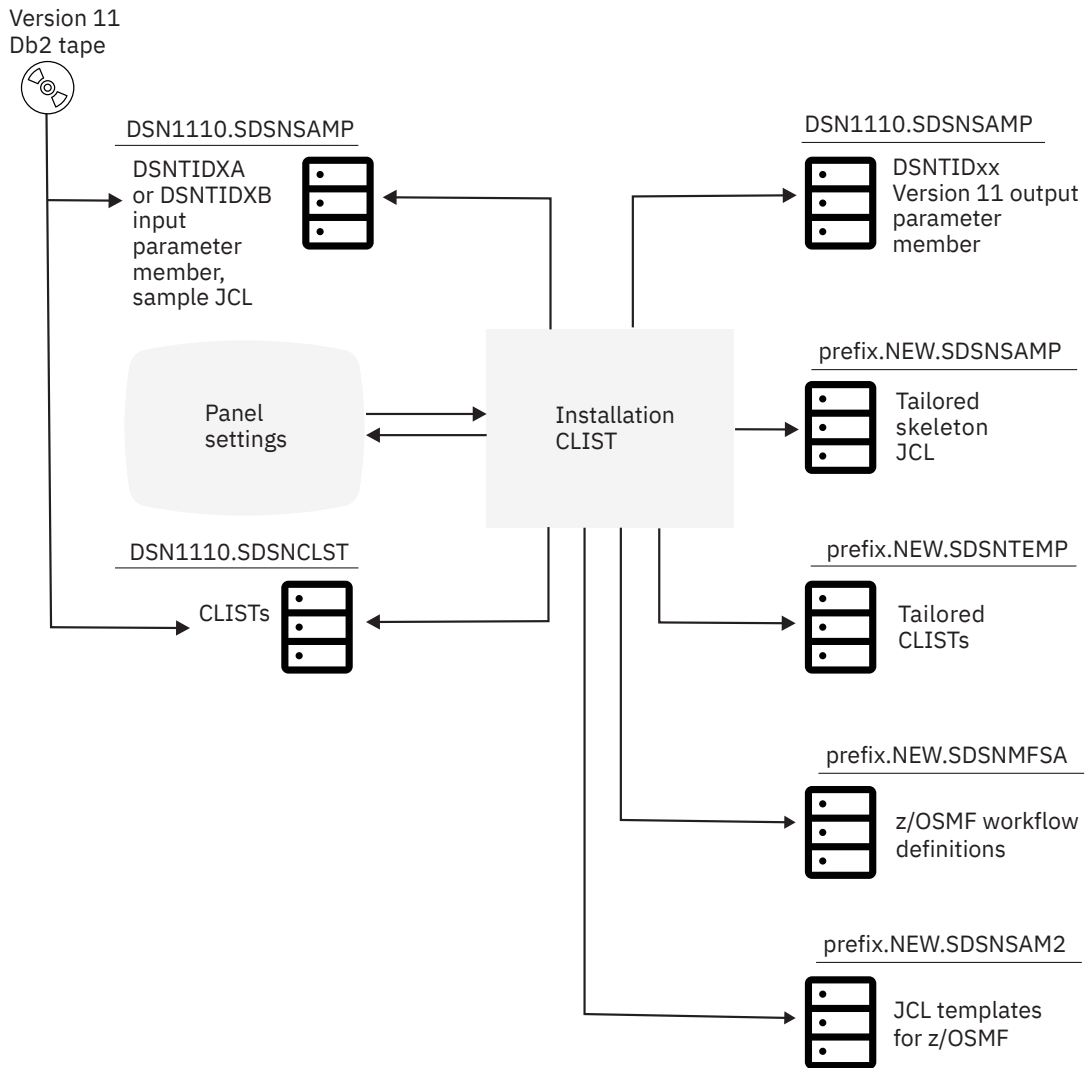 Version 11
Db2 tape
DSN1110.SDSNSAMP
DSNTIDXA
or DSNTIDXB
input
parameter
member,
sample JCL
DSN1110.SDSNSAMP
DSNTIDxx
Version 11 output
parameter
member
Panel
settings
Installation
CLIST
prefix.NEW.SDSNSAMP
Tailored
skeleton
JCL
DSN1110.SDSNCLST
CLISTs
prefix.NEW.SDSNTEMP
Tailored
CLISTs
prefix.NEW.SDSNMFSA
z/OSMF workflow
definitions
prefix.NEW.SDSNSAM2
JCL templates
for z/OSMF